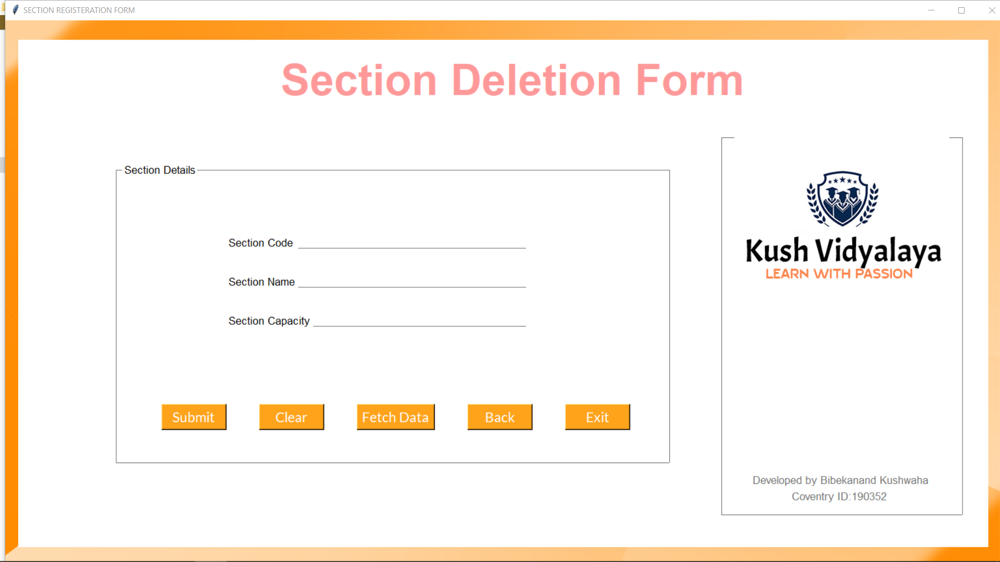 SECTION REGISTERATION FORM
Section Deletion Form
Section Details
Section Code
Section Name
Section Capacity
Submit Clear Fetch Data Back Exit
Kush Vidyalaya
LEARN WITH PASSION
Developed by Bibekanand Kushwaha
Coventry ID:190352